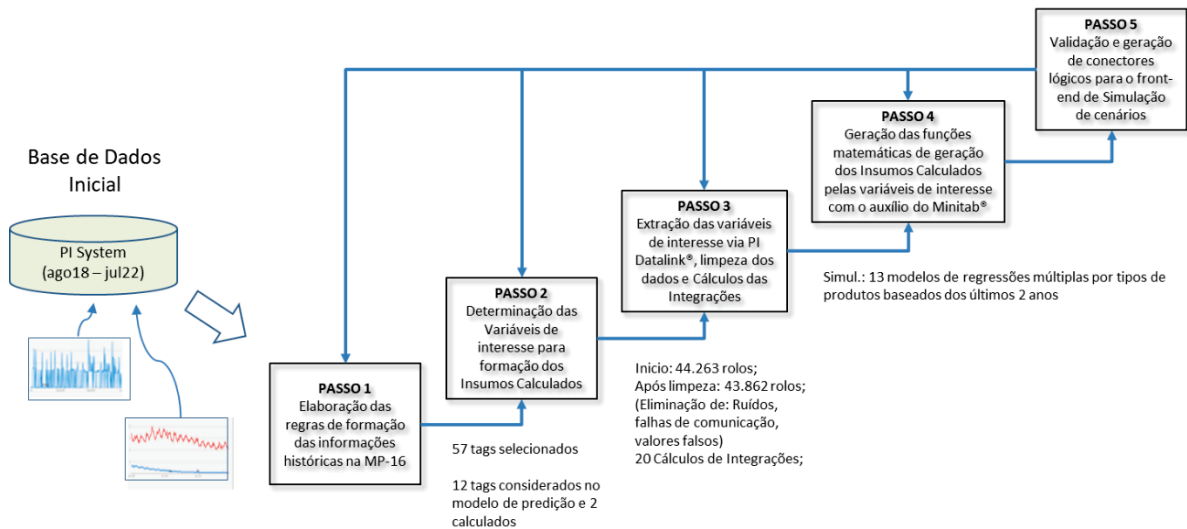 Base de Dados
Inicial
PI System
(ago18 – jul22)
PASSO 1
Elaboração das
regras de formação
das informações
históricas na MP-16
PASSO 2
Determinação das
Variáveis de
interesse para
formação dos
Insumos Calculados
57 tags selecionados
12 tags considerados no
modelo de predição e 2
calculados
PASSO 3
Extração das variáveis
de interesse via PI
Datalink®, limpeza dos
dados e Cálculos das
Integrações
Inicio: 44.263 rolos;
Após limpeza: 43.862 rolos;
(Eliminação de: Ruídos,
falhas de comunicação,
valores falsos)
20 Cálculos de Integrações;
PASSO 4
Geração das funções
matemáticas de geração
dos Insumos Calculados
pelas variáveis de interesse
com o auxílio do Minitab®
Simul.: 13 modelos de regressões múltiplas por tipos de
produtos baseados dos últimos 2 anos
PASSO 5
Validação e geração
de conectores
lógicos para o front-
end de Simulação
de cenários